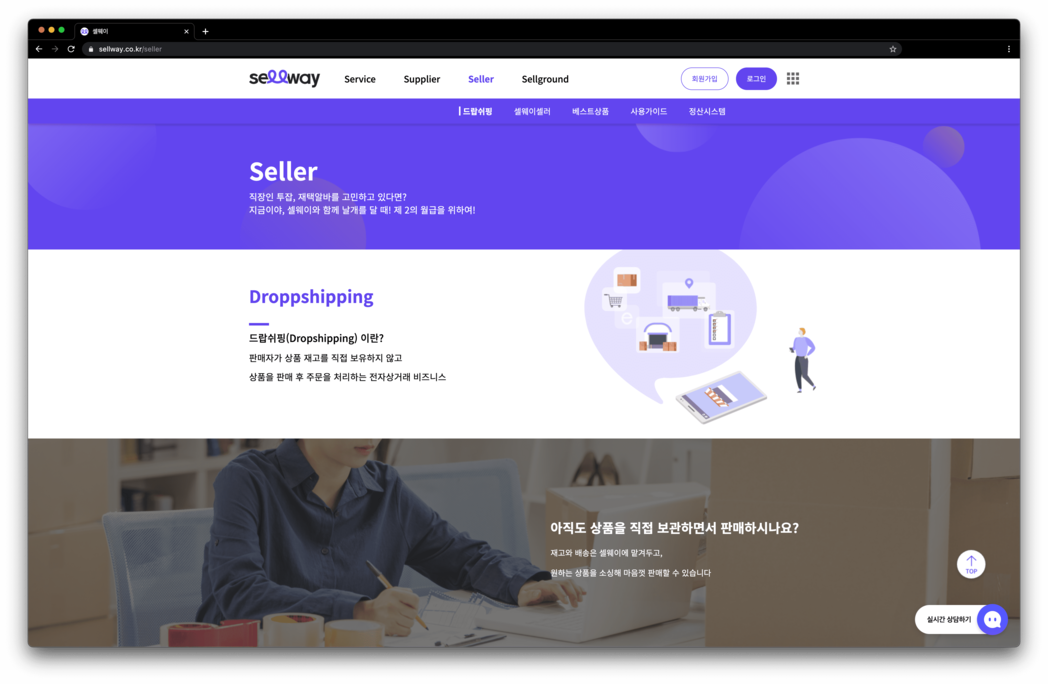 셀웨이
sellway.co.kr/seller
sellway
Service
Supplier
Seller
Sellground
회원가입
로그인
드랍쉬핑
셀웨이셀러
베스트상품
사용가이드
정산시스템
Seller
직장인 투잡, 재택알바를 고민하고 있다면?
지금이야, 셀웨이와 함께 날개를 달 때! 제 2의 월급을 위하여!
Droppshipping
드랍쉬핑(Dropshipping) 이란?
판매자가 상품 재고를 직접 보유하지 않고
상품을 판매 후 주문을 처리하는 전자상거래 비즈니스
아직도 상품을 직접 보관하면서 판매하시나요?
재고와 배송은 셀웨이에 맡겨두고,
원하는 상품을 소싱해 마음껏 판매할 수 있습니다
TOP
실시간 상담하기